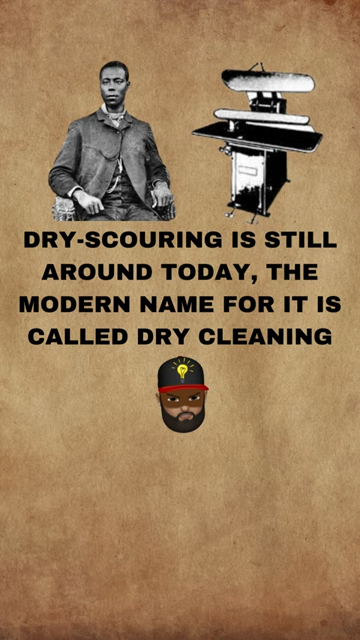 DRY-SCOURING IS STILL
AROUND TODAY, THE
MODERN NAME FOR IT IS
CALLED DRY CLEANING